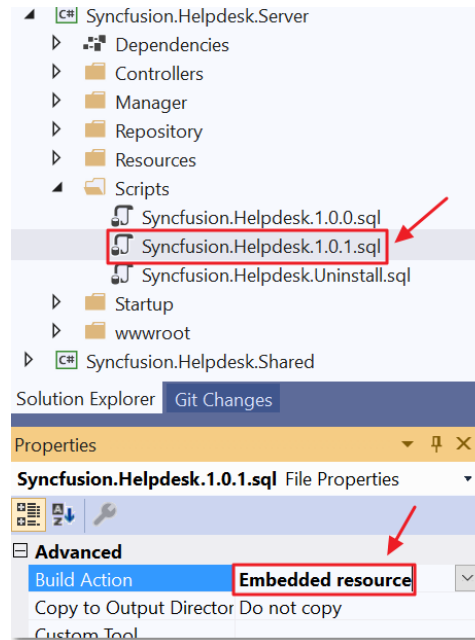 C# Syncfusion.Helpdesk.Server
Dependencies
Controllers
Manager
Repository
Resources
Scripts
Syncfusion.Helpdesk.1.0.0.sql
Syncfusion.Helpdesk.1.0.1.sql
Syncfusion.Helpdesk.Uninstall.sql
Startup
wwwroot
C# Syncfusion.Helpdesk.Shared
Solution Explorer Git Changes
Properties
Syncfusion.Helpdesk.1.0.1.sql File Properties
Advanced
Build Action Embedded resource
Copy to Output Director Do not copy
Custom Tool